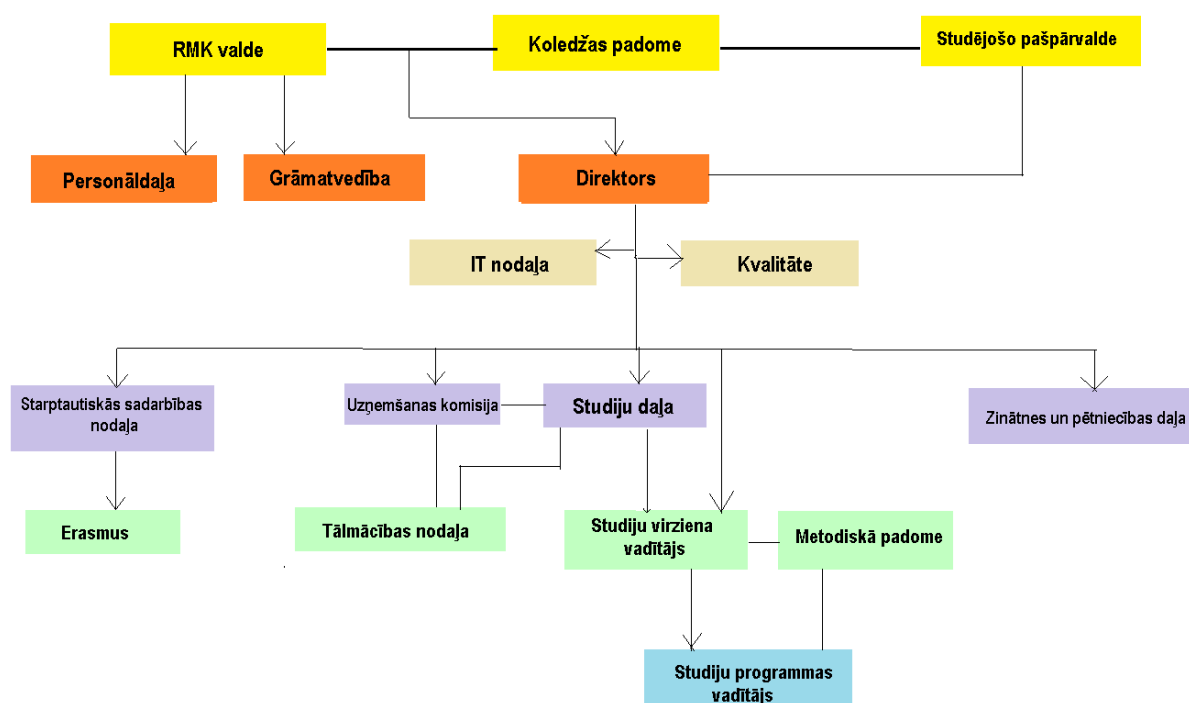 RMK valde
Koledžas padome
Studējošo pašpārvalde
Personāldaļa
Grāmatvedība
Direktors
IT nodaļa
Kvalitāte
Starptautiskās sadarbības
nodaļa
Uzņemšanas komisija
Studiju daļa
Zinātnes un pētniecības daļa
Erasmus
Tālmācības nodaļa
Studiju virziena
vadītājs
Metodiskā padome
Studiju programmas
vadītājs